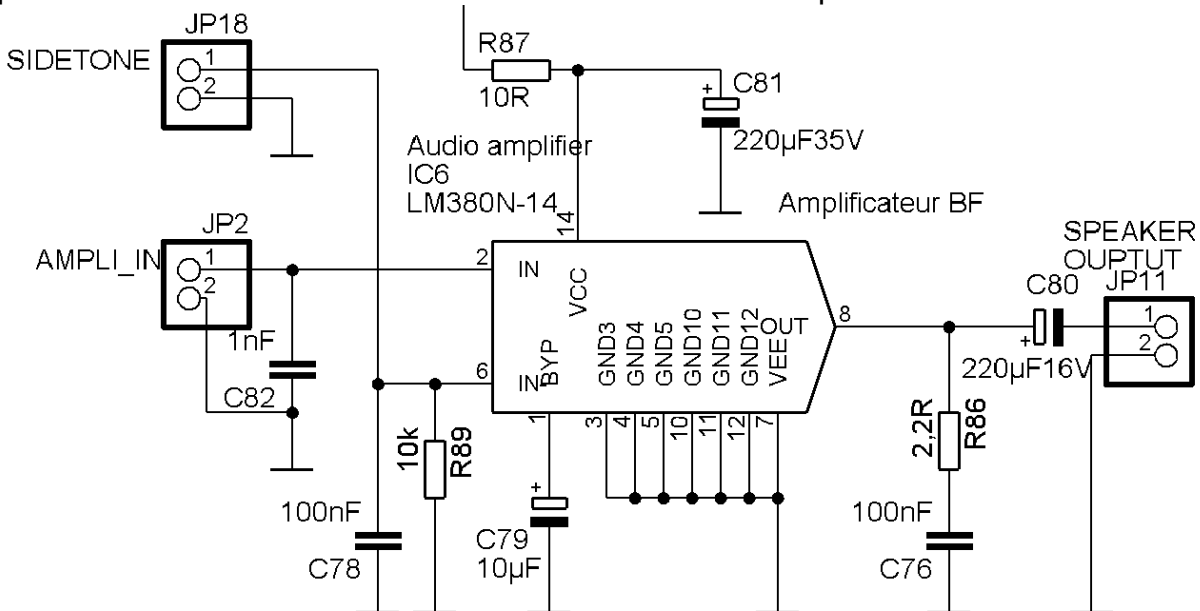 JP18
SIDETONE
1
2
R87
10R
+
C81
220µF35V
Audio amplifier
IC6
LM380N-14
14
Amplificateur BF
JP2
AMPLI_IN
1
2
1nF
C82
2
IN
VCC
6
IN-
BYP
GND3
GND4
GND5
GND10
GND11
GND12
OUT
VEE
8
1
3
4
5
10
11
12
7
SPEAKER
OUPTUT
C80
JP11
+
220µF16V
1
2
10k
R89
2,2R
R86
100nF
C78
+
C79
10µF
100nF
C76